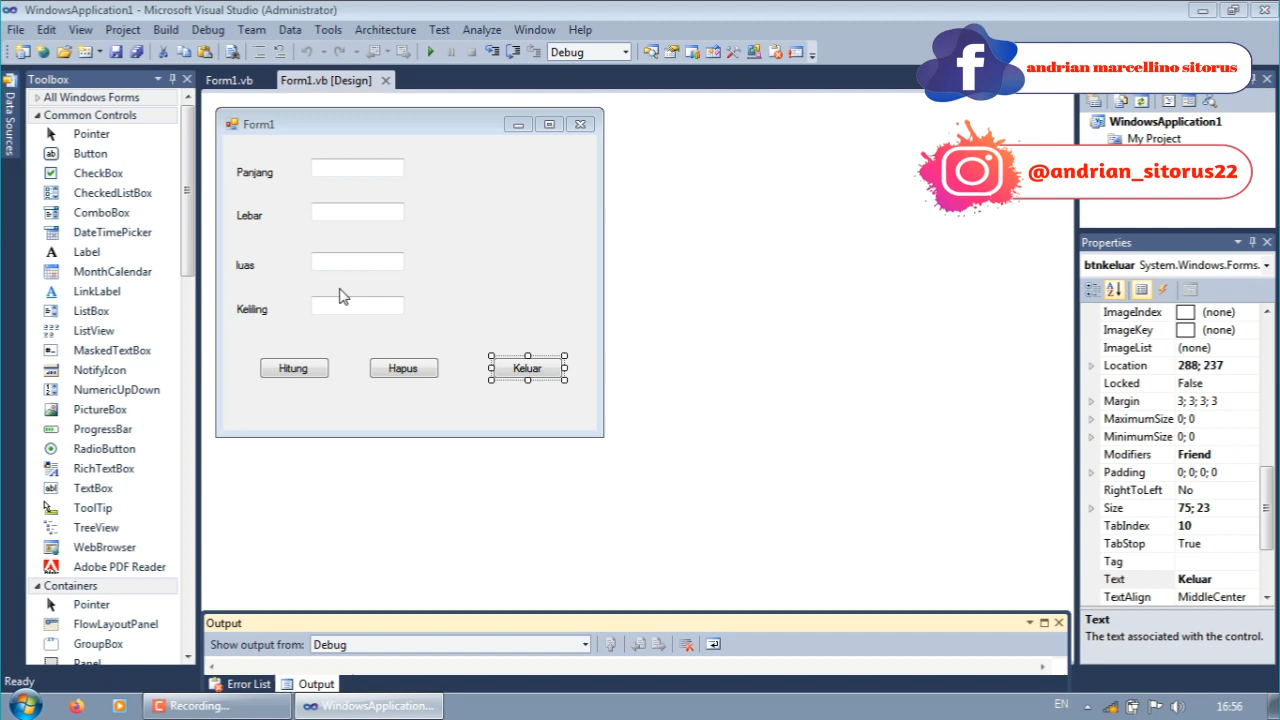 WindowsApplication1 - Microsoft Visual Studio (Administrator)
File Edit View Project Build Debug Team Data Tools Architecture Test Analyze Window Help
Debug
andrian marcellino sitorus
@andrian_sitorus22
Data Sources
Toolbox
All Windows Forms
Common Controls
Pointer
Button
CheckBox
CheckedListBox
ComboBox
DateTimePicker
Label
MonthCalendar
LinkLabel
ListBox
ListView
MaskedTextBox
NotifyIcon
NumericUpDown
PictureBox
ProgressBar
RadioButton
RichTextBox
TextBox
ToolTip
TreeView
WebBrowser
Adobe PDF Reader
Containers
Pointer
FlowLayoutPanel
GroupBox
Panel
Form1.vb Form1.vb [Design]
Form1
Panjang
Lebar
luas
Keliling
Hitung Hapus Keluar
WindowsApplication1
My Project
Properties
btnkeluar System.Windows.Forms.
ImageIndex (none)
ImageKey (none)
ImageList (none)
Location 288; 237
Locked False
Margin 3; 3; 3; 3
MaximumSize 0; 0
MinimumSize 0; 0
Modifiers Friend
Padding 0; 0; 0; 0
RightToLeft No
Size 75; 23
TabIndex 10
TabStop True
Tag
Text Keluar
TextAlign MiddleCenter
Text
The text associated with the control.
Output
Show output from: Debug
Error List Output
Ready
Recording...
WindowsApplication...
EN
16:56